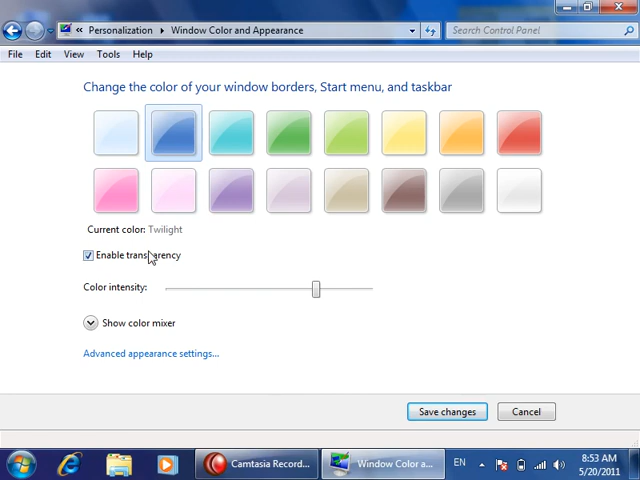 « Personalization ▸ Window Color and Appearance
Search Control Panel
File Edit View Tools Help
Change the color of your window borders, Start menu, and taskbar
Current color: Twilight
Enable transparency
Color intensity:
Show color mixer
Advanced appearance settings...
Save changes Cancel
Camtasia Record... Window Color a... EN 8:53 AM
5/20/2011